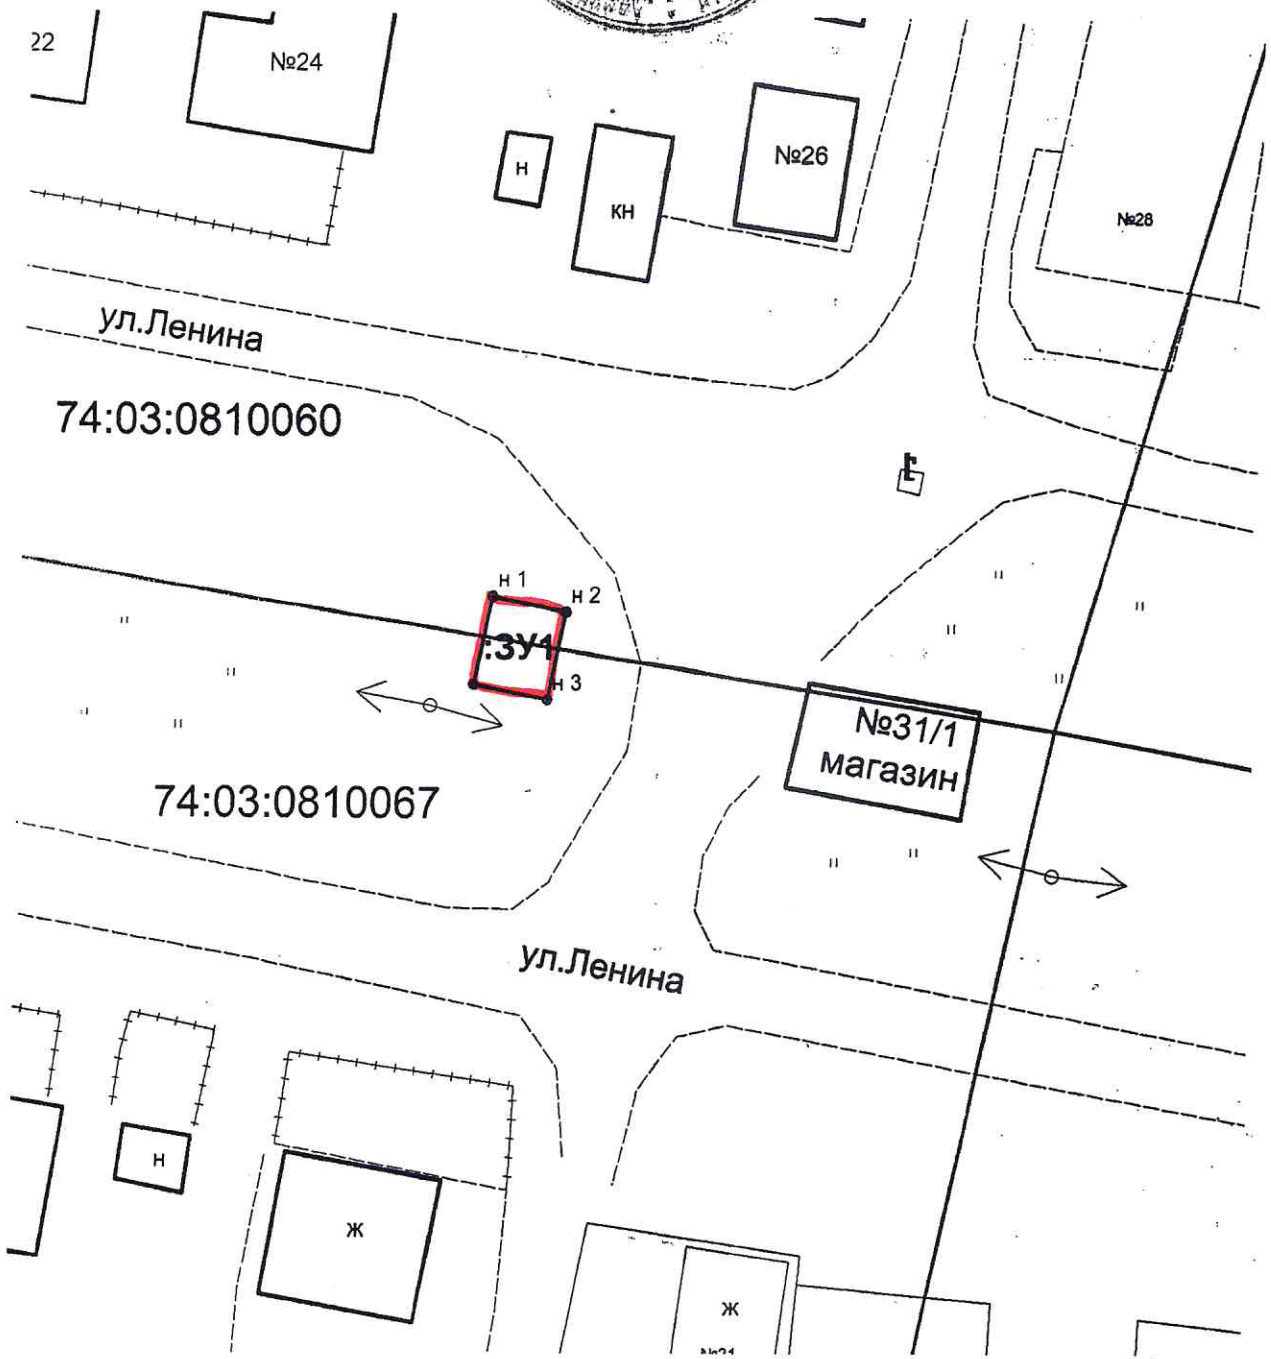 22
№24
№26
н
кн
№28
ул.Ленина
74:03:0810060
н 1
н 2
:ЗУ1
н 3
№31/1
магазин
74:03:0810067
ул.Ленина
н
ж
ж
№31